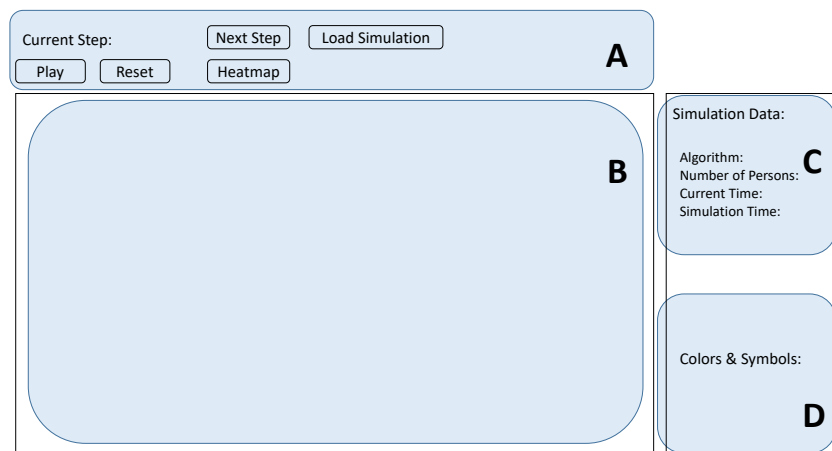 Current Step:
Next Step
Load Simulation
A
Play
Reset
Heatmap
B
Simulation Data:
C
Algorithm:
Number of Persons:
Current Time:
Simulation Time:
Colors & Symbols:
D